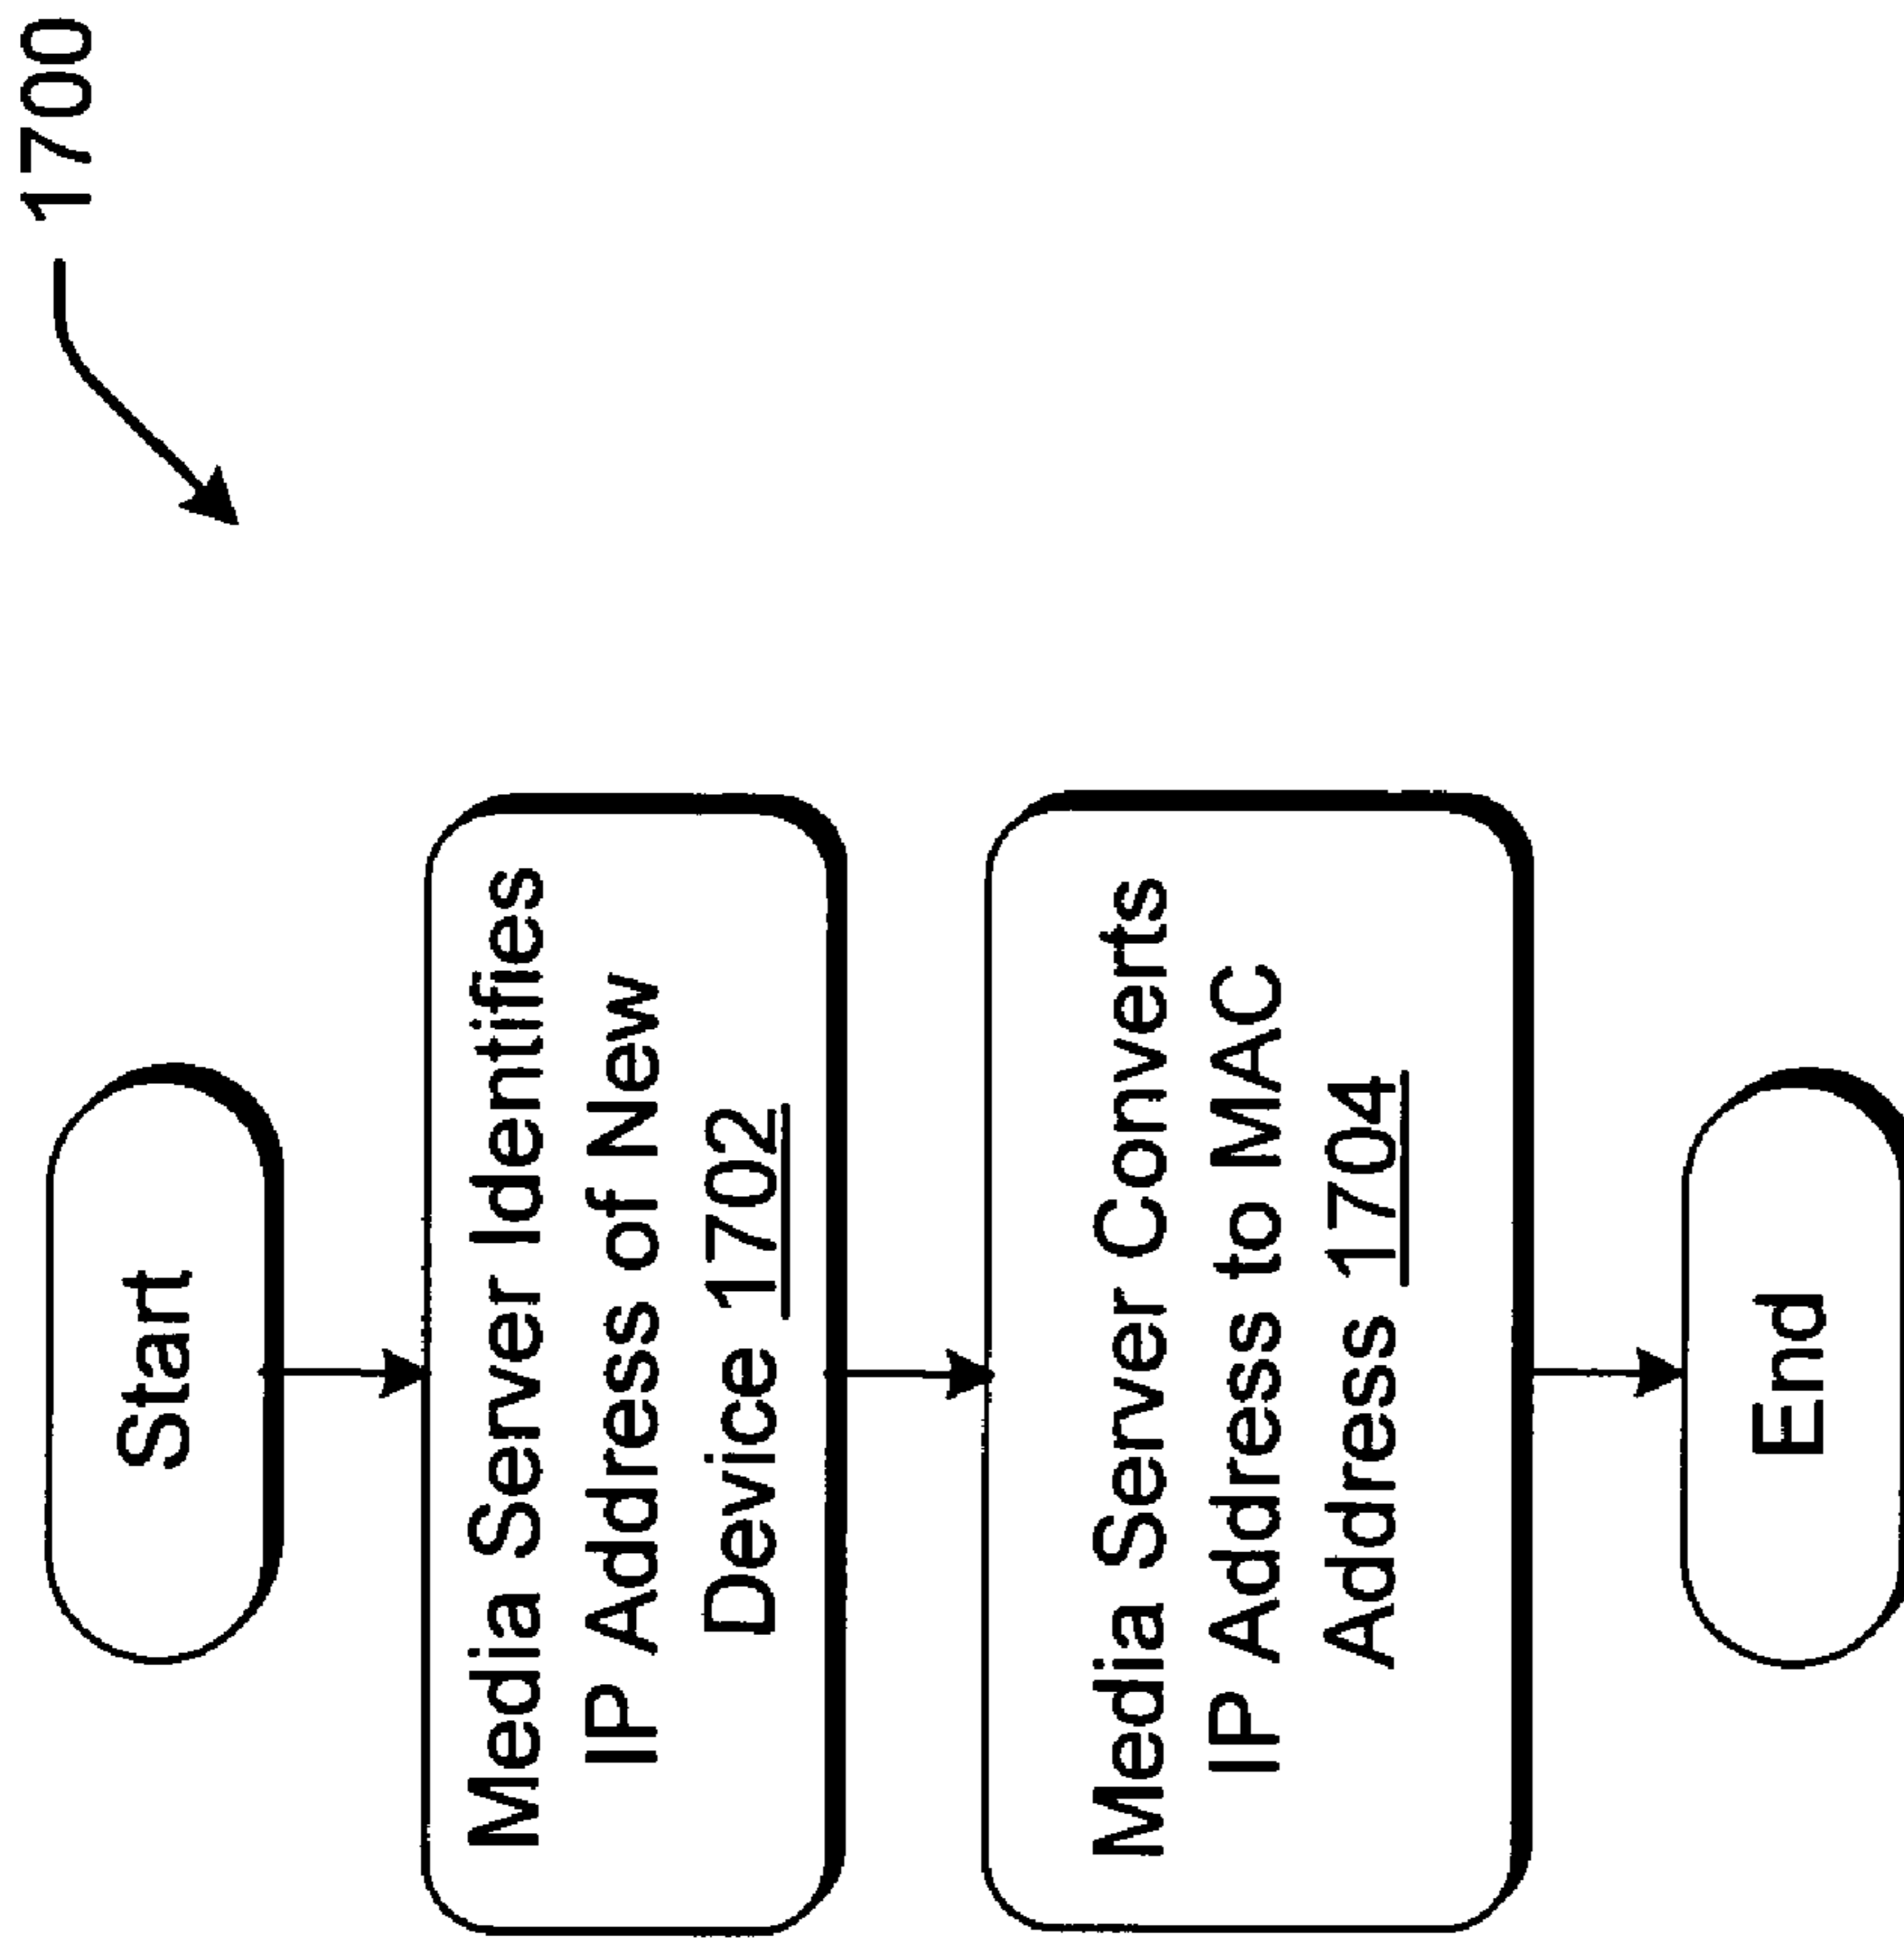 1700
Start
Media Server Identifies
IP Address of New
Device 1702
Media Server Converts
IP Address to MAC
Address 1704
End